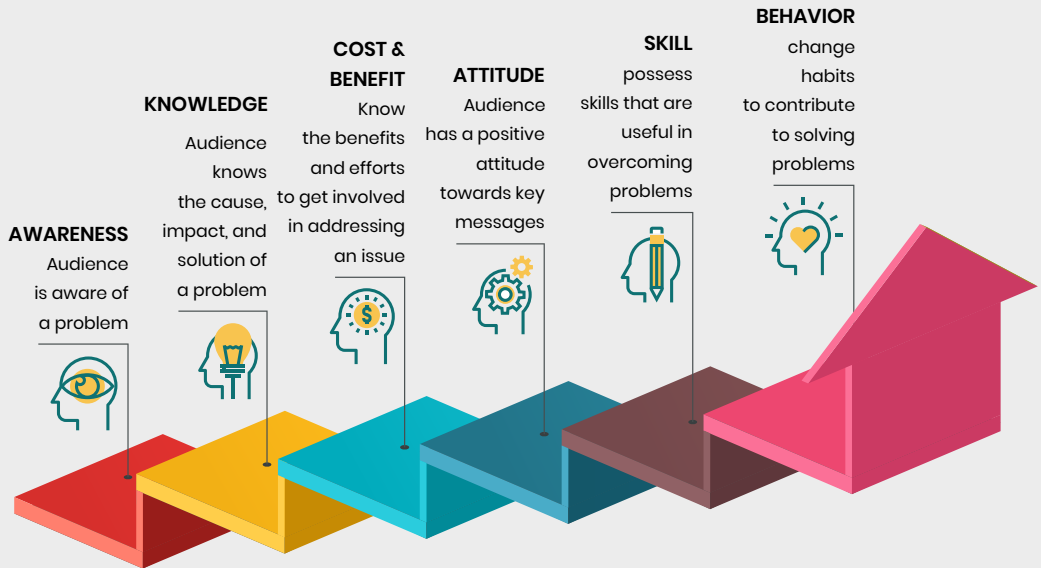 AWARENESS
Audience
is aware of
a problem
KNOWLEDGE
Audience
knows
the cause,
impact, and
solution of
a problem
COST &
BENEFIT
Know
the benefits
and efforts
to get involved
in addressing
an issue
ATTITUDE
Audience
has a positive
attitude
towards key
messages
SKILL
possess
skills that are
useful in
overcoming
problems
BEHAVIOR
change
habits
to contribute
to solving
problems
$